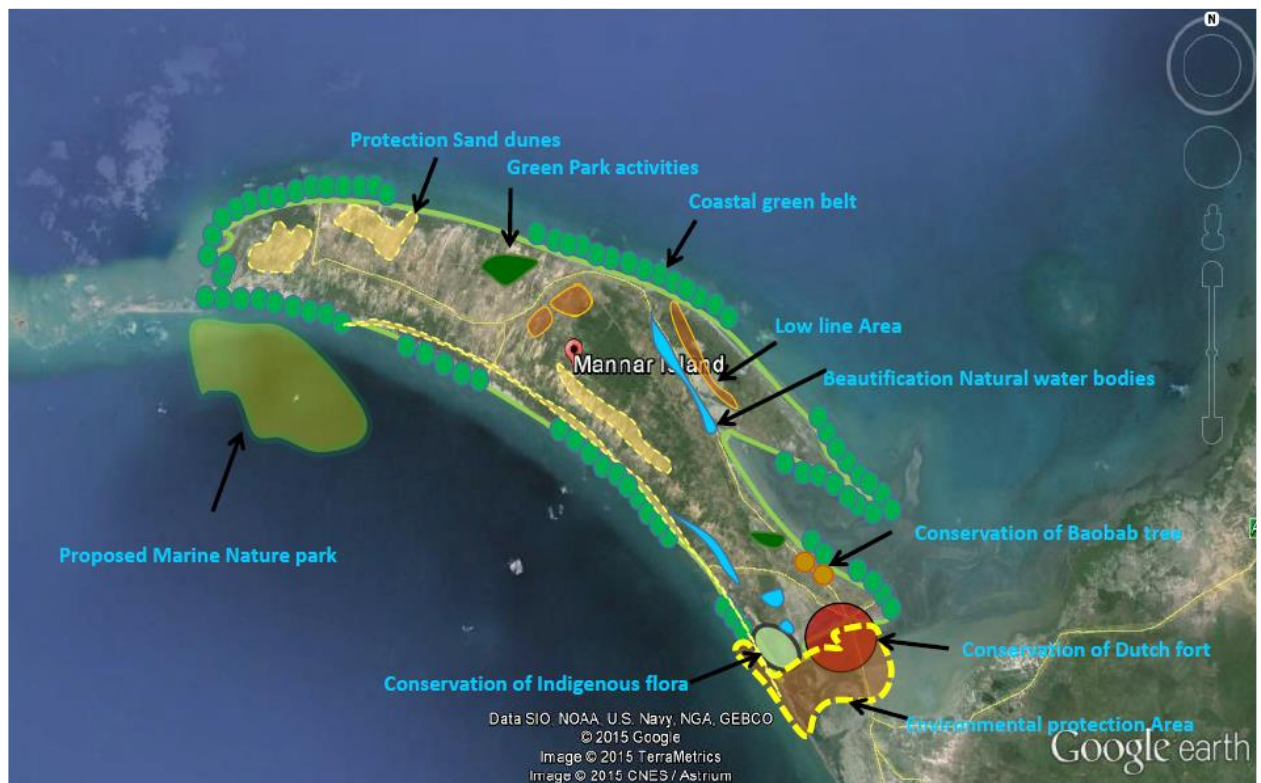 N
Protection Sand dunes
Green Park activities
Coastal green belt
Low line Area
Mannar Island
Beautification Natural water bodies
Conservation of Baobab tree
Proposed Marine Nature park
Conservation of Dutch fort
Conservation of Indigenous flora
Environmental protection Area
Data SIO, NOAA, U.S. Navy, NGA, GEBCO
© 2015 Google
Image © 2015 TerraMetrics
Image © 2015 CNES / Astrium
Google earth